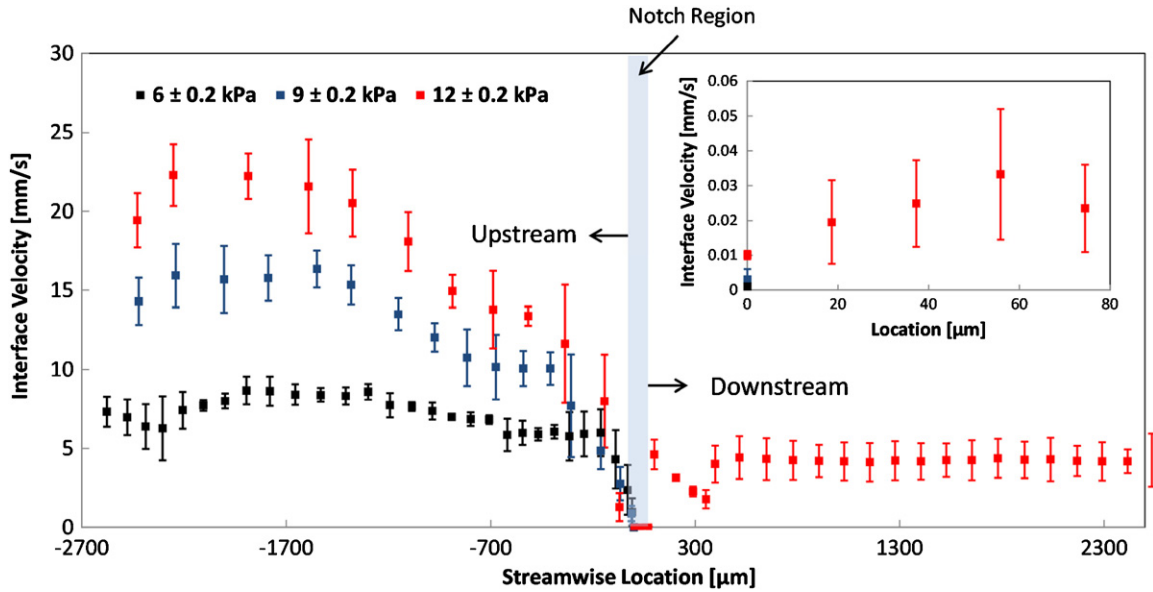 Notch Region
30
25
20
15
10
5
0
Interface Velocity [mm/s]
6 ± 0.2 kPa 9 ± 0.2 kPa 12 ± 0.2 kPa
Upstream
Downstream
-2700 -1700 -700 300 1300 2300
Streamwise Location [µm]
0.06
0.05
0.04
0.03
0.02
0.01
0
Interface Velocity [mm/s]
0 20 40 60 80
Location [µm]